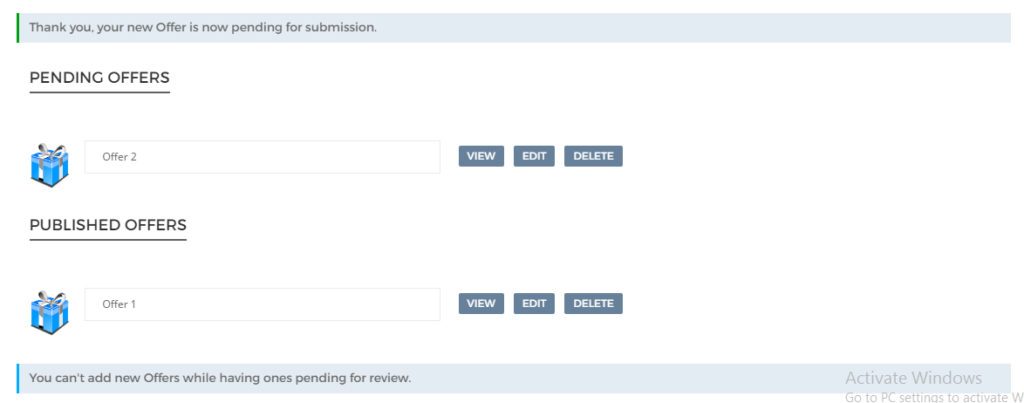 Thank you, your new Offer is now pending for submission.
PENDING OFFERS
Offer 2 VIEW EDIT DELETE
PUBLISHED OFFERS
Offer 1 VIEW EDIT DELETE
You can't add new Offers while having ones pending for review.
Activate Windows
Go to PC settings to activate W